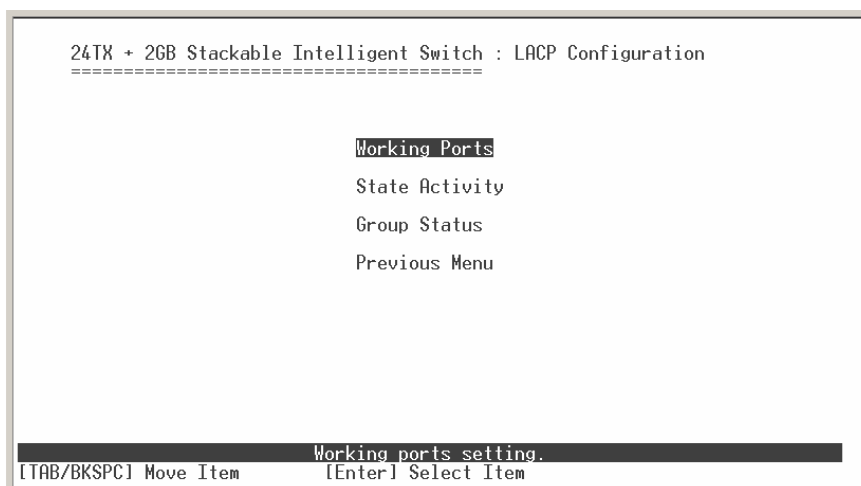 24TX + 2GB Stackable Intelligent Switch : LACP Configuration
=======================================
Working Ports
State Activity
Group Status
Previous Menu
Working ports setting.
[TAB/BKSPC] Move Item [Enter] Select Item